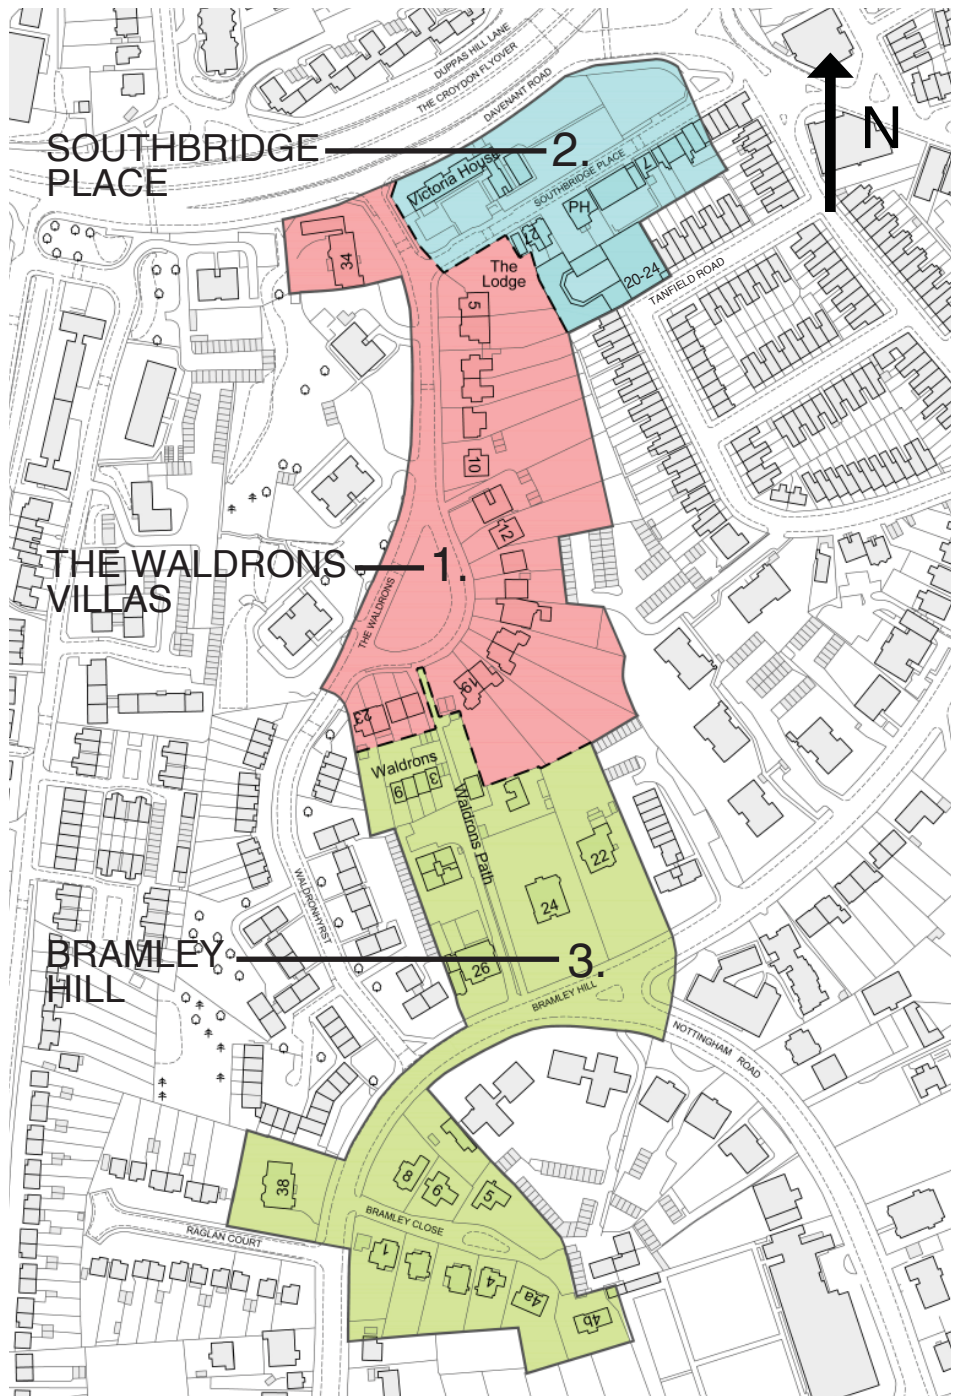 DUPPAS HILL LANE
THE CROYDON FLYOVER
DAVENANT ROAD
N
SOUTHBRIDGE
PLACE
2.
Victoria House
SOUTHBRIDGE PLACE
7
PH
27
34
The
Lodge
20-24
TANFIELD ROAD
5
10
12
THE WALDRONS
VILLAS
1.
THE WALDRONS
19
23
Waldrons
3
9
Waldrons Path
22
24
WALDRONHYRST
BRAMLEY
HILL
3.
26
BRAMLEY HILL
NOTTINGHAM ROAD
38
8
6
5
BRAMLEY CLOSE
RAGLAN COURT
1
4
4a
4b